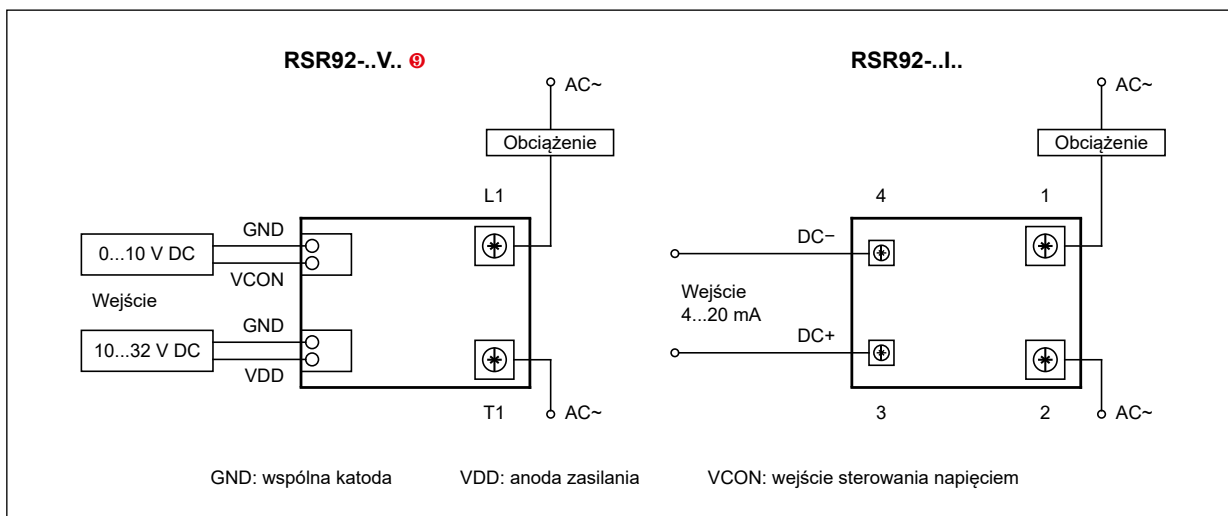 RSR92-..V.. ❾
AC~
Obciążenie
L1
GND
0...10 V DC
VCON
Wejście
GND
10...32 V DC
VDD
T1
AC~
RSR92-..I..
AC~
Obciążenie
4
1
DC−
Wejście
4...20 mA
DC+
3
2
AC~
GND: wspólna katoda
VDD: anoda zasilania
VCON: wejście sterowania napięciem